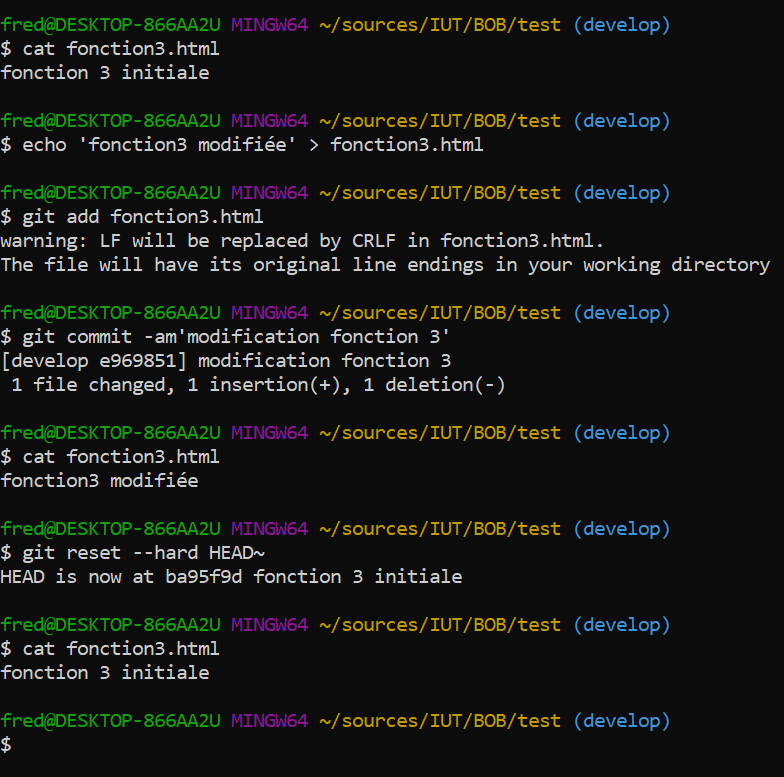 fred@DESKTOP-866AA2U MINGW64 ~/sources/IUT/BOB/test (develop)
$ cat fonction3.html
fonction 3 initiale
fred@DESKTOP-866AA2U MINGW64 ~/sources/IUT/BOB/test (develop)
$ echo 'fonction3 modifiée' > fonction3.html
fred@DESKTOP-866AA2U MINGW64 ~/sources/IUT/BOB/test (develop)
$ git add fonction3.html
warning: LF will be replaced by CRLF in fonction3.html.
The file will have its original line endings in your working directory
fred@DESKTOP-866AA2U MINGW64 ~/sources/IUT/BOB/test (develop)
$ git commit -am'modification fonction 3'
[develop e969851] modification fonction 3
 1 file changed, 1 insertion(+), 1 deletion(-)
fred@DESKTOP-866AA2U MINGW64 ~/sources/IUT/BOB/test (develop)
$ cat fonction3.html
fonction3 modifiée
fred@DESKTOP-866AA2U MINGW64 ~/sources/IUT/BOB/test (develop)
$ git reset --hard HEAD~
HEAD is now at ba95f9d fonction 3 initiale
fred@DESKTOP-866AA2U MINGW64 ~/sources/IUT/BOB/test (develop)
$ cat fonction3.html
fonction 3 initiale
fred@DESKTOP-866AA2U MINGW64 ~/sources/IUT/BOB/test (develop)
$